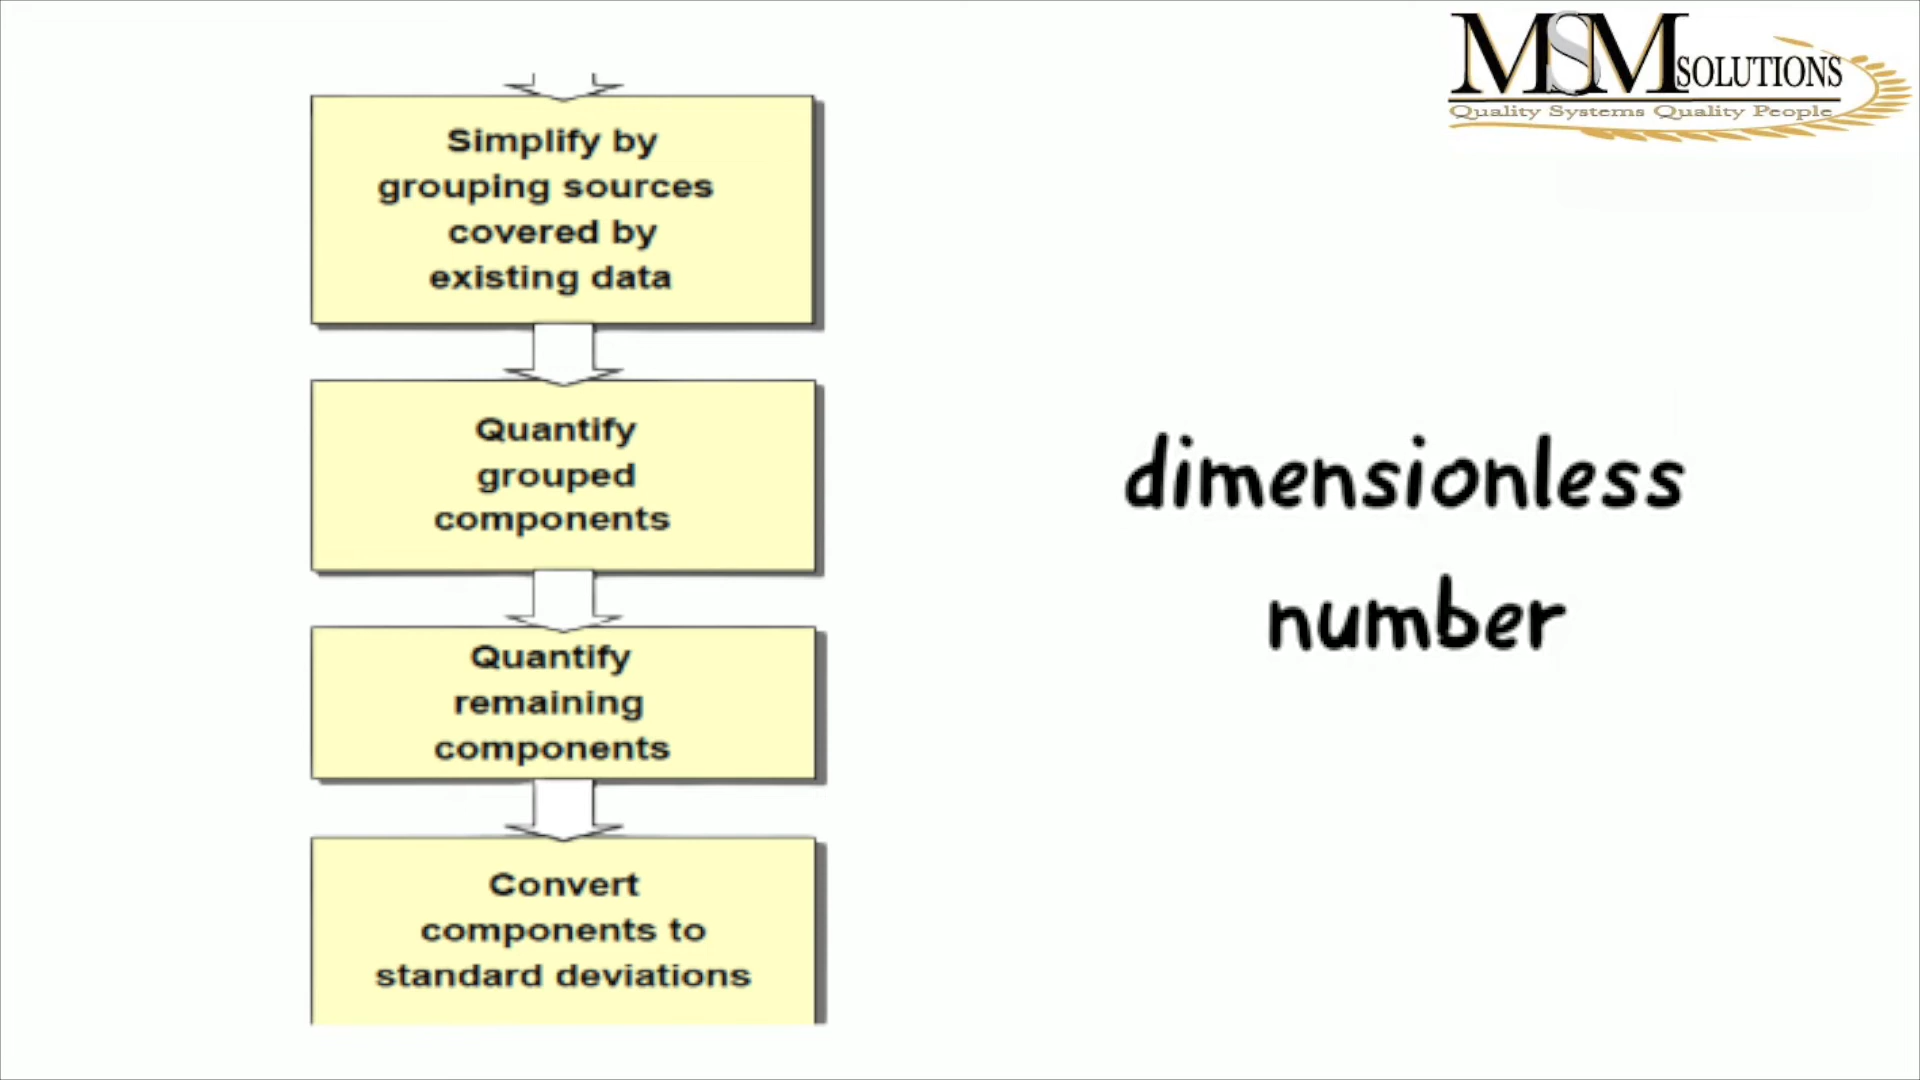 MSM SOLUTIONS
Quality Systems Quality People
Simplify by
grouping sources
covered by
existing data
Quantify
grouped
components
Quantify
remaining
components
Convert
components to
standard deviations
dimensionless
number